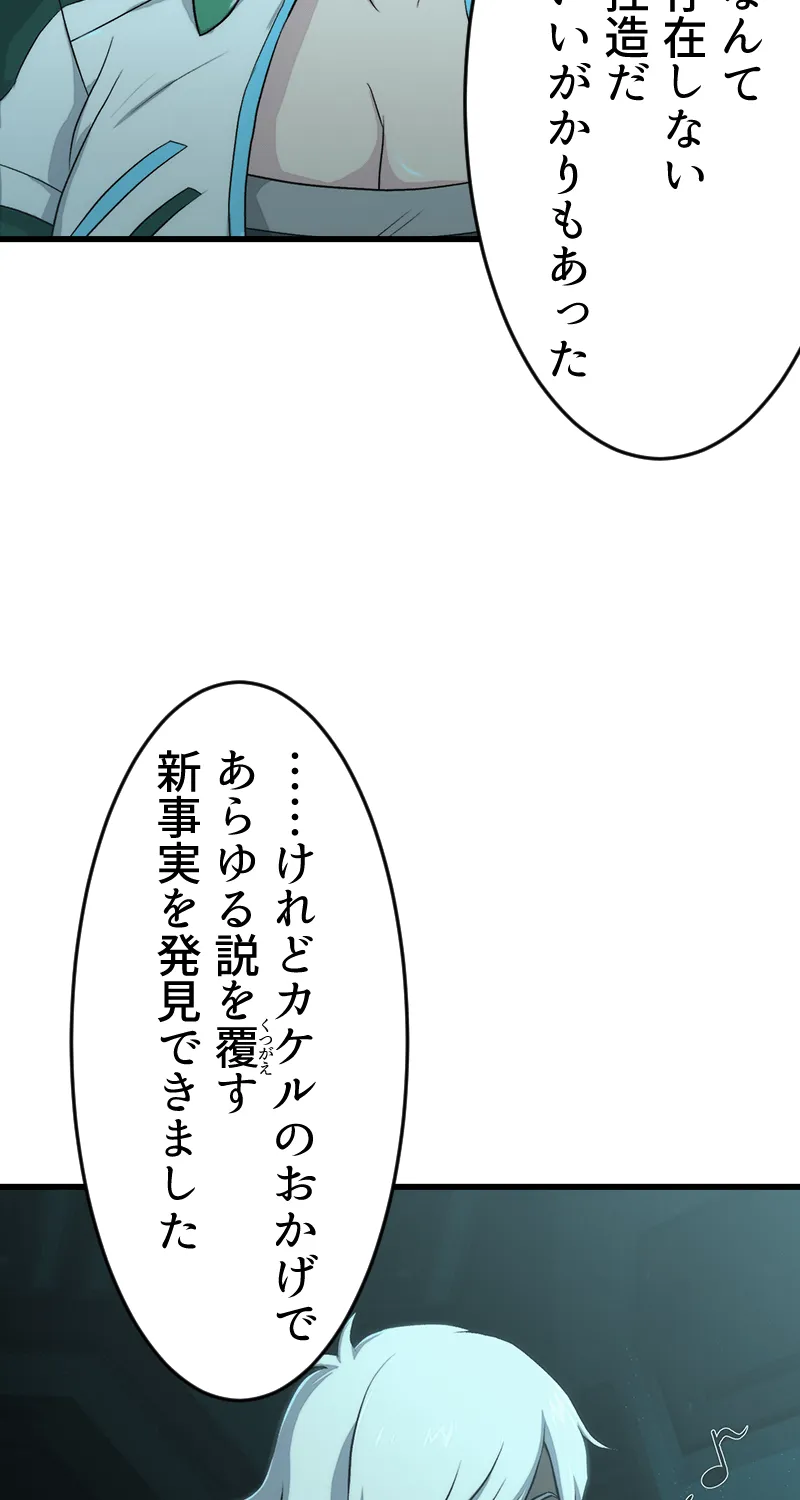 なんて
存在しない
捏造だ
いいがかりもあった
……けれどカケルのおかげで
あらゆる説を覆す
くつがえ
新事実を発見できました